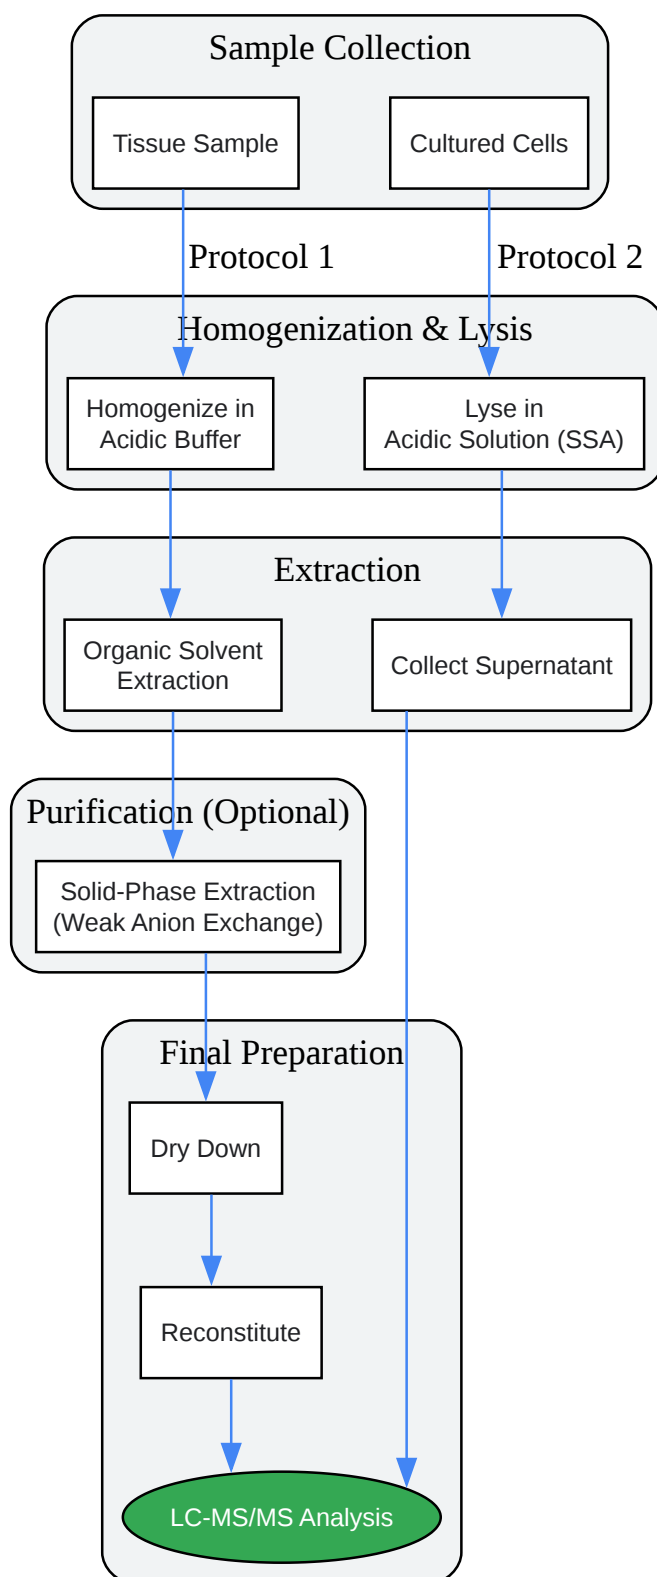 Sample Collection
Tissue Sample
Cultured Cells
Protocol 1
Protocol 2
Homogenization & Lysis
Homogenize in
Acidic Buffer
Lyse in
Acidic Solution (SSA)
Extraction
Organic Solvent
Extraction
Collect Supernatant
Purification (Optional)
Solid-Phase Extraction
(Weak Anion Exchange)
Final Preparation
Dry Down
Reconstitute
LC-MS/MS Analysis